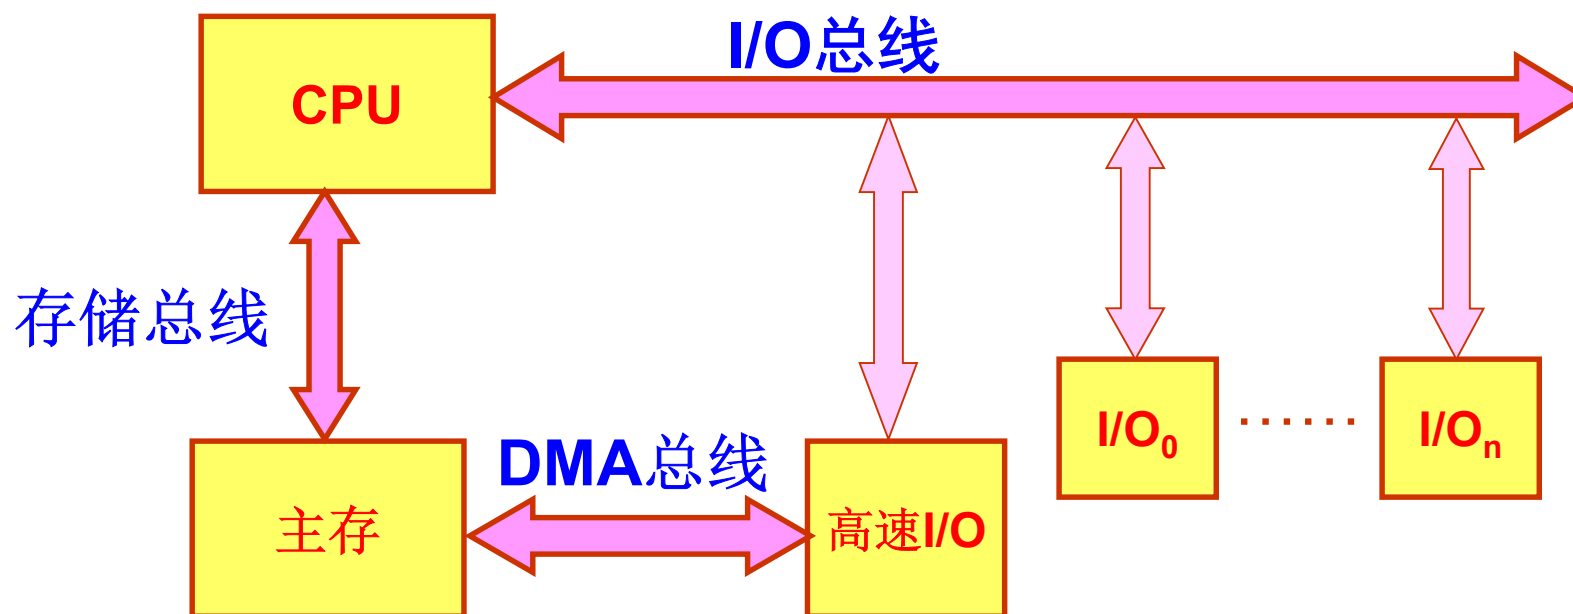 I/O总线
CPU
存储总线
DMA总线
I/O₀ ....... I/Oₙ
主存
高速I/O